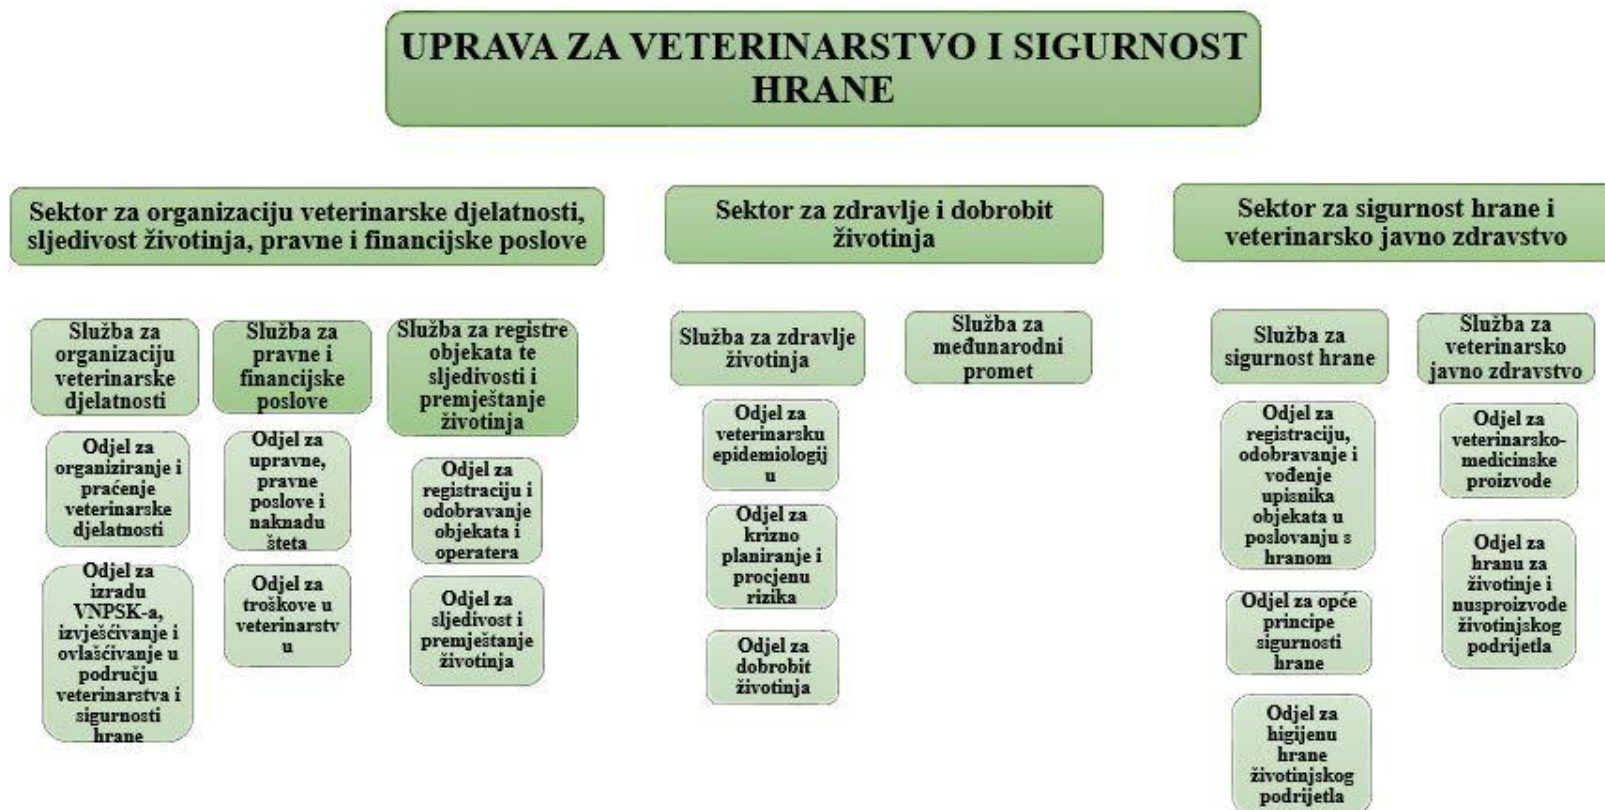 UPRAVA ZA VETERINARSTVO I SIGURNOST
HRANE
Sektor za organizaciju veterinarske djelatnosti,
sljedivost životinja, pravne i financijske poslove
Sektor za zdravlje i dobrobit
životinja
Sektor za sigurnost hrane i
veterinarsko javno zdravstvo
Služba za
organizaciju
veterinarske
djelatnosti
Služba za
pravne i
financijske
poslove
Služba za registre
objekata te
sljedivosti i
premještanje
životinja
Služba za zdravlje
životinja
Služba za
međunarodni
promet
Služba za
sigurnost hrane
Služba za
veterinarsko
javno zdravstvo
Odjel za
organiziranje i
praćenje
veterinarske
djelatnosti
Odjel za
izradu
VNPSK-a,
izvješćivanje i
ovlašćivanje u
području
veterinarstva i
sigurnosti
hrane
Odjel za
upravne,
pravne
poslove i
naknadu
šteta
Odjel za
troškove u
veterinarstv
u
Odjel za
registraciju i
odobravanje
objekata i
operatera
Odjel za
sljedivost i
premještanje
životinja
Odjel za
veterinarsku
epidemiologij
u
Odjel za
krizno
planiranje i
procjenu
rizika
Odjel za
dobrobit
životinja
Odjel za
registraciju,
odobravanje i
vođenje
upisnika
objekata u
poslovanju s
hranom
Odjel za opće
principe
sigurnosti
hrane
Odjel za
higijenu
hrane
životinjskog
podrijetla
Odjel za
veterinarsko-
medicinske
proizvode
Odjel za
hranu za
životinje i
nusproizvode
životinjskog
podrijetla